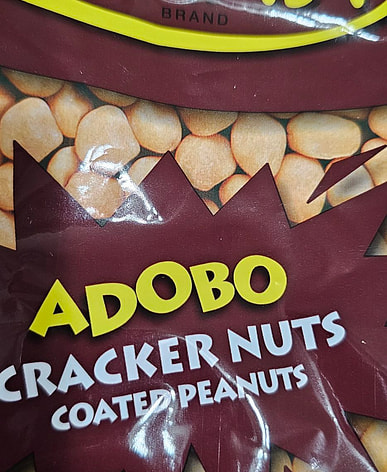 BRAND
ADOBO
CRACKER NUTS
COATED PEANUTS